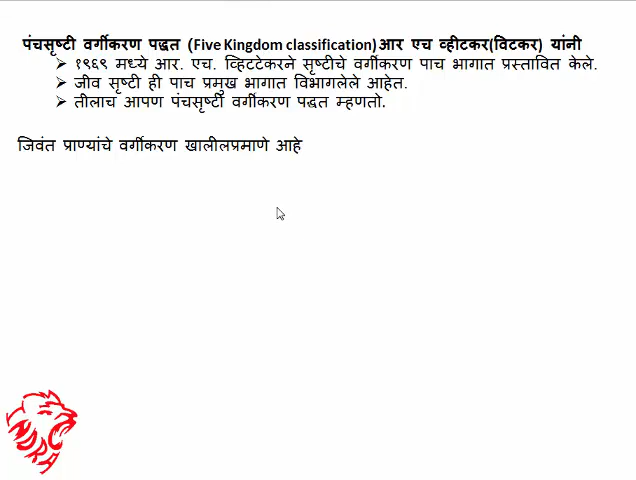 पंचसृष्टी वर्गीकरण पद्धत (Five Kingdom classification)आर एच व्हीटकर(विटकर) यांनी
➢ १९६९ मध्ये आर. एच. व्हिटटेकरने सृष्टीचे वर्गीकरण पाच भागात प्रस्तावित केले.
➢ जीव सृष्टी ही पाच प्रमुख भागात विभागलेले आहेत.
➢ तीलाच आपण पंचसृष्टी वर्गीकरण पद्धत म्हणतो.
जिवंत प्राण्यांचे वर्गीकरण खालीलप्रमाणे आहे